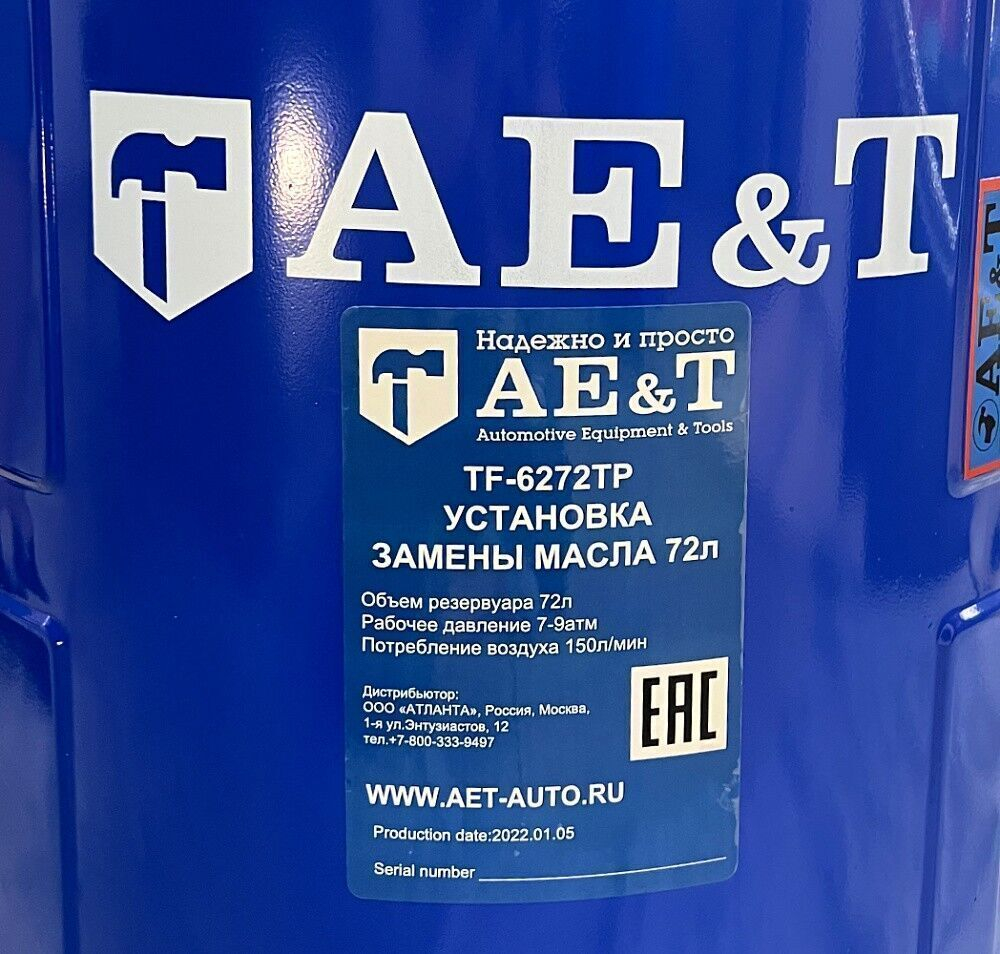 AE&T
Надежно и просто
AE&T
Automotive Equipment & Tools
TF-6272TP
УСТАНОВКА
ЗАМЕНЫ МАСЛА 72л
Объем резервуара 72л
Рабочее давление 7-9атм
Потребление воздуха 150л/мин
Дистрибьютор:
ООО «АТЛАНТА», Россия, Москва,
1-я ул.Энтузиастов, 12
тел.+7-800-333-9497
EAC
WWW.AET-AUTO.RU
Production date:2022.01.05
Serial number
AE&T